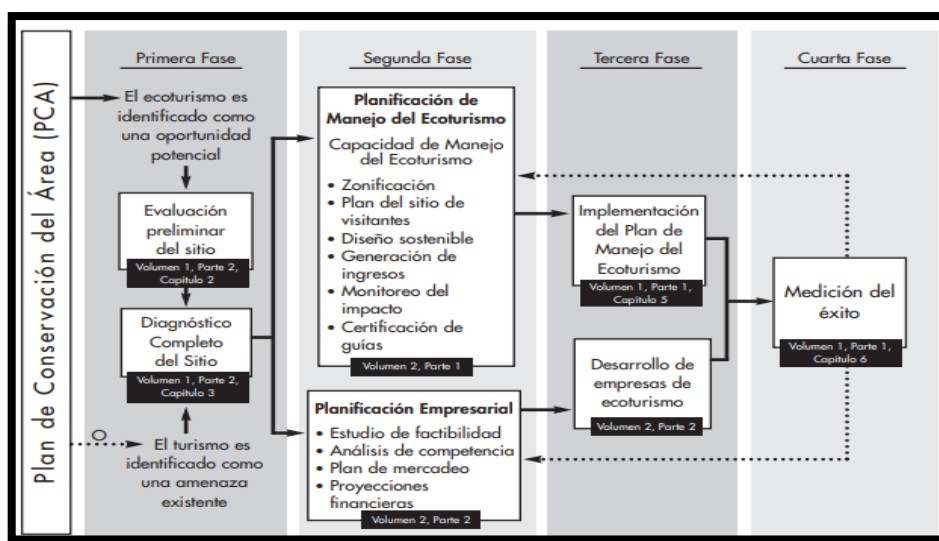 Plan de Conservación del Área (PCA)
Primera Fase
El ecoturismo es
identificado como
una oportunidad
potencial
Evaluación
preliminar
del sitio
Volumen 1, Parte 2,
Capitulo 2
Diagnóstico
Completo
del Sitio
Volumen 1, Parte 2,
Capitulo 3
O
El turismo es
identificado como
una amenaza
existente
Segunda Fase
Planificación de
Manejo del Ecoturismo
Capacidad de Manejo
del Ecoturismo
• Zonificación
• Plan del sitio de
visitantes
• Diseño sostenible
• Generación de
ingresos
• Monitoreo del
impacto
• Certificación de
guías
Volumen 2, Parte 1
Planificación Empresarial
• Estudio de factibilidad
• Análisis de competencia
• Plan de mercadeo
• Proyecciones
financieras
Volumen 2, Parte 2
Tercera Fase
Implementación
del Plan de
Manejo del
Ecoturismo
Volumen 1, Parte 1,
Capitulo 5
Desarrollo de
empresas de
ecoturismo
Volumen 2, Parte 2
Cuarta Fase
Medición del
éxito
Volumen 1, Parte 1,
Capitulo 6